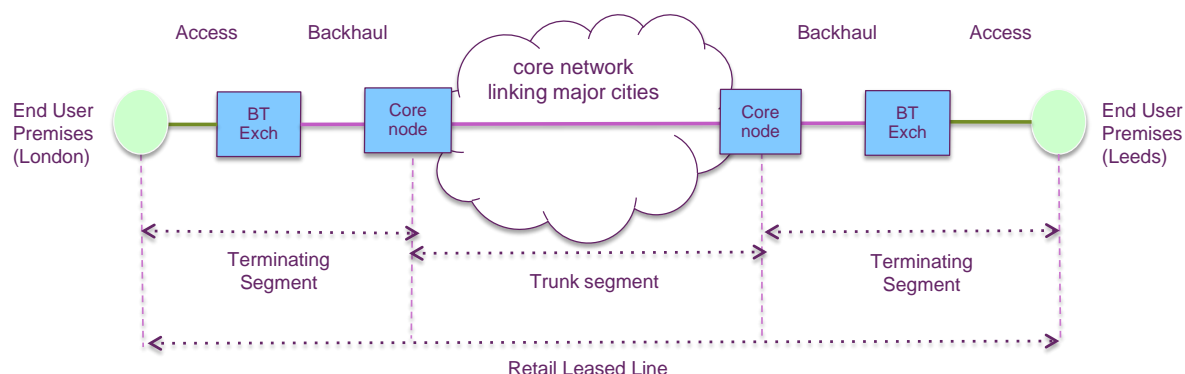 Access
Backhaul
Backhaul
Access
core network
linking major cities
End User
Premises
(London)
BT
Exch
Core
node
Core
node
BT
Exch
End User
Premises
(Leeds)
Terminating
Segment
Trunk segment
Terminating
Segment
Retail Leased Line